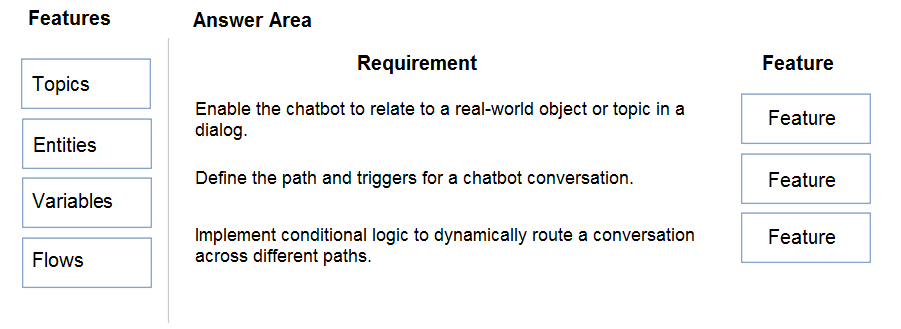 Features
Answer Area
Requirement
Feature
Topics
Enable the chatbot to relate to a real-world object or topic in a
dialog.
Feature
Entities
Define the path and triggers for a chatbot conversation.
Feature
Variables
Implement conditional logic to dynamically route a conversation
across different paths.
Feature
Flows